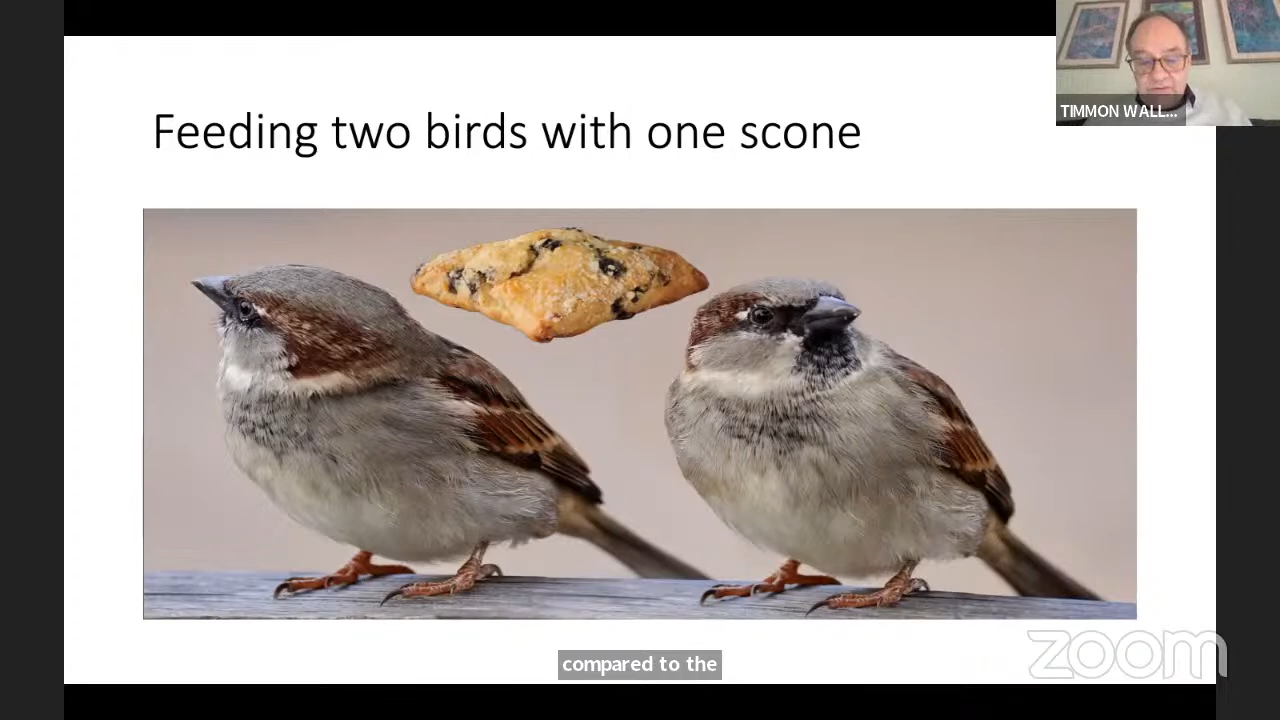 Feeding two birds with one scone
TIMMON WALL...
compared to the
zoom